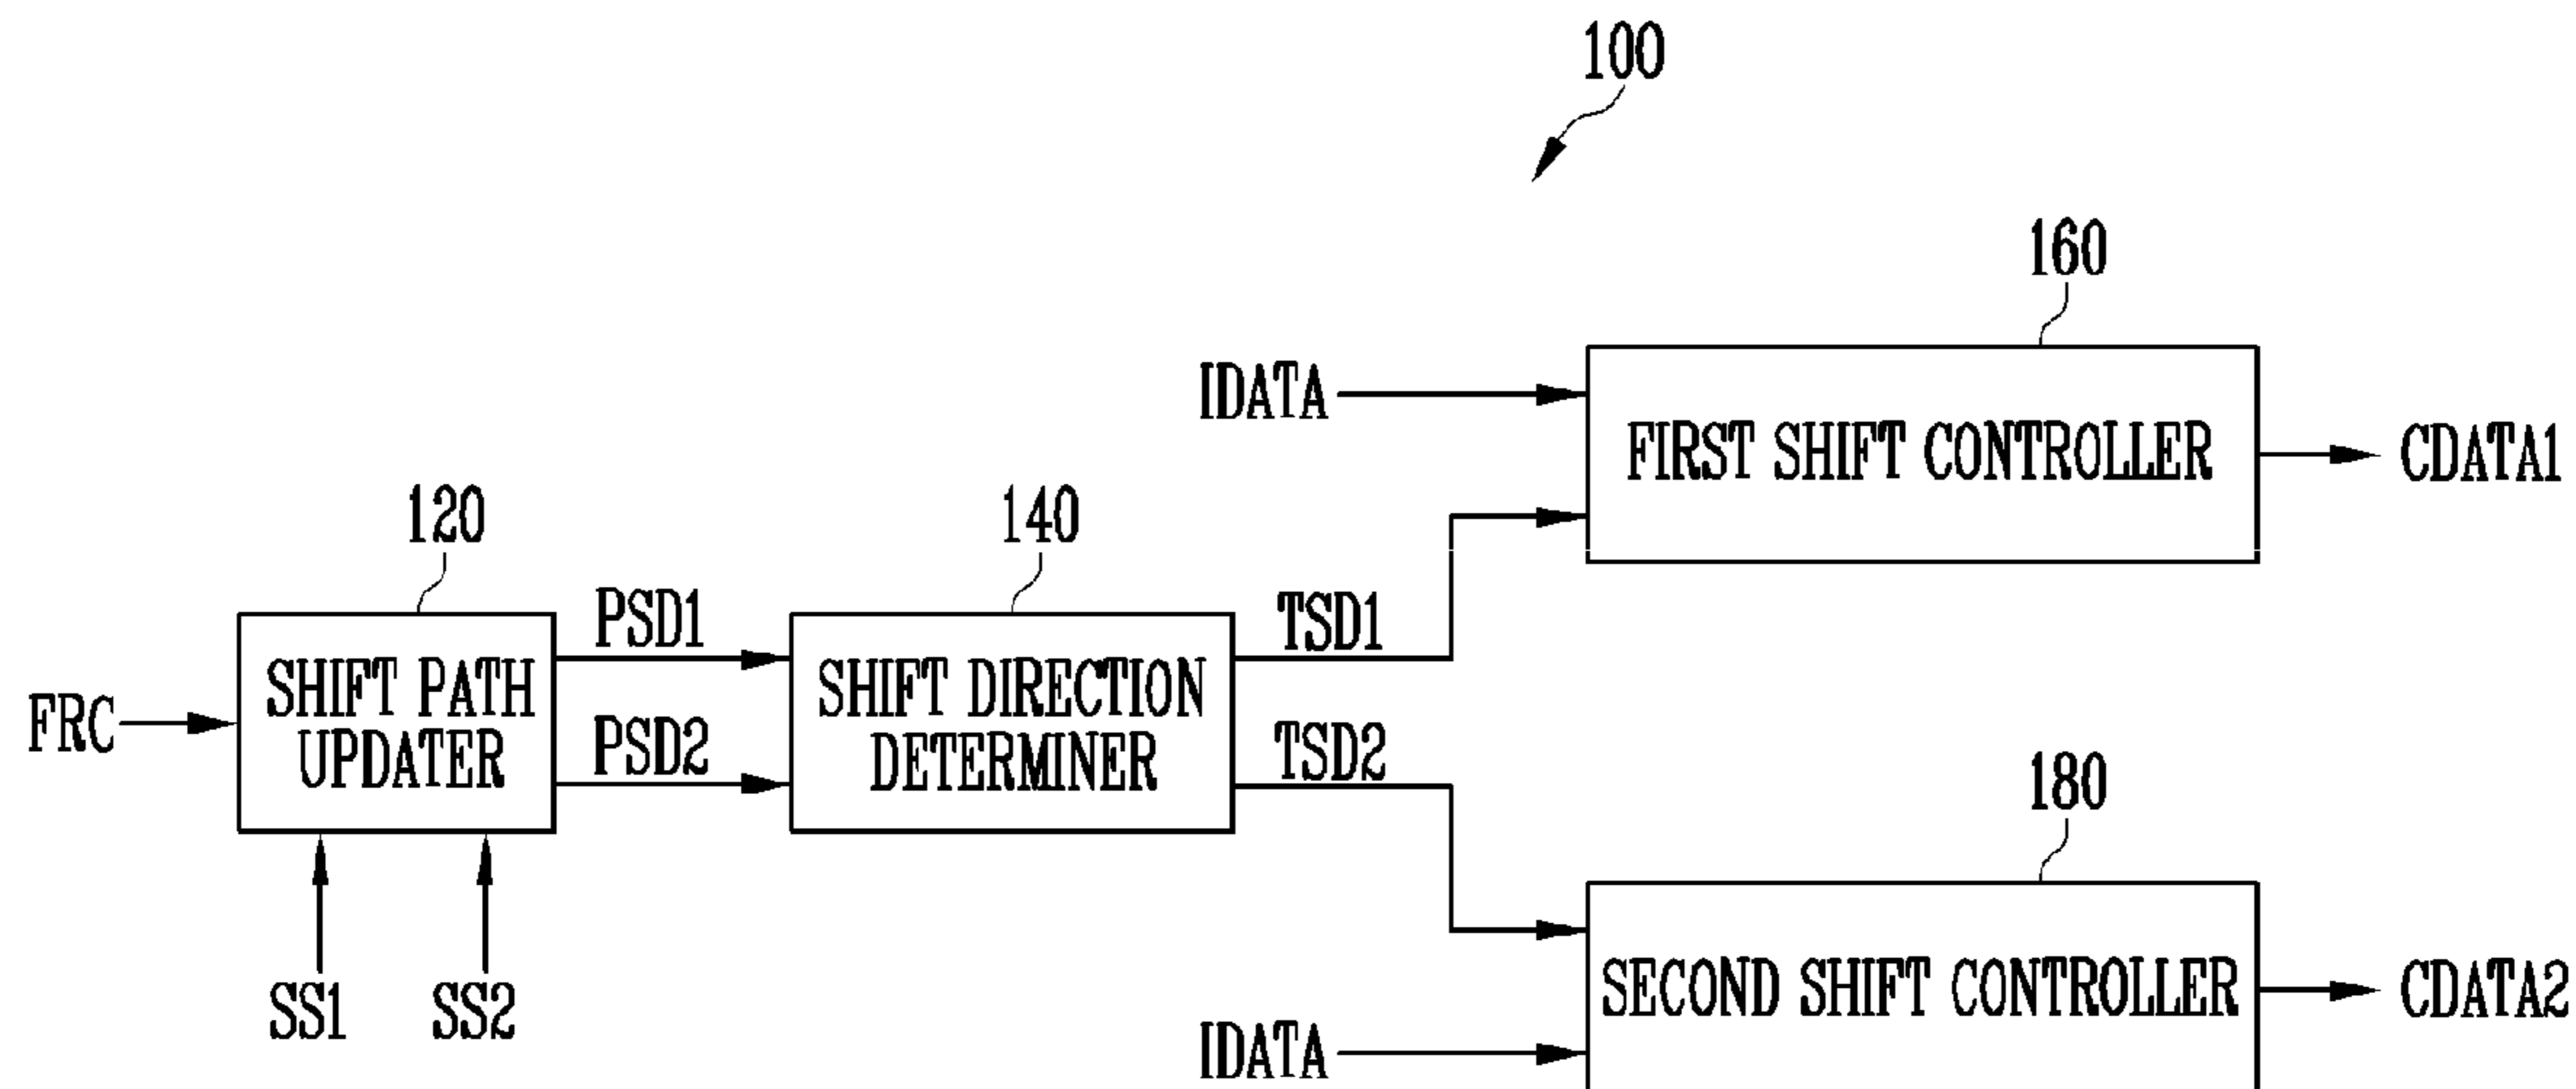 100
160
IDATA
FIRST SHIFT CONTROLLER
CDATA1
120
140
PSD1
TSD1
FRC
SHIFT PATH
UPDATER
SHIFT DIRECTION
DETERMINER
PSD2
TSD2
180
SS1
SS2
SECOND SHIFT CONTROLLER
CDATA2
IDATA